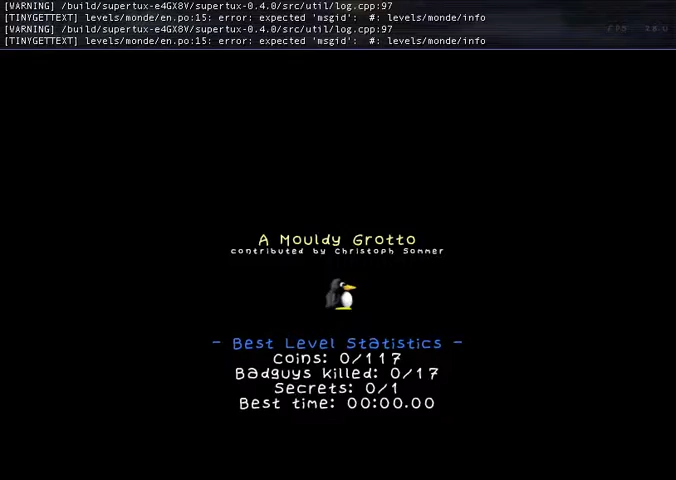 [WARNING] /build/supertux-e4GX8V/supertux-0.4.0/src/util/log.cpp:97
[TINYGETTEXT] levels/monde/en.po:15: error: expected 'msgid':  #: levels/monde/info
[WARNING] /build/supertux-e4GX8V/supertux-0.4.0/src/util/log.cpp:97
FPS 28.0
[TINYGETTEXT] levels/monde/en.po:15: error: expected 'msgid':  #: levels/monde/info
A Mouldy Grotto
contributed by Christoph Sommer
- Best Level Statistics -
Coins: 0/117
Badguys killed: 0/17
Secrets: 0/1
Best time: 00:00.00